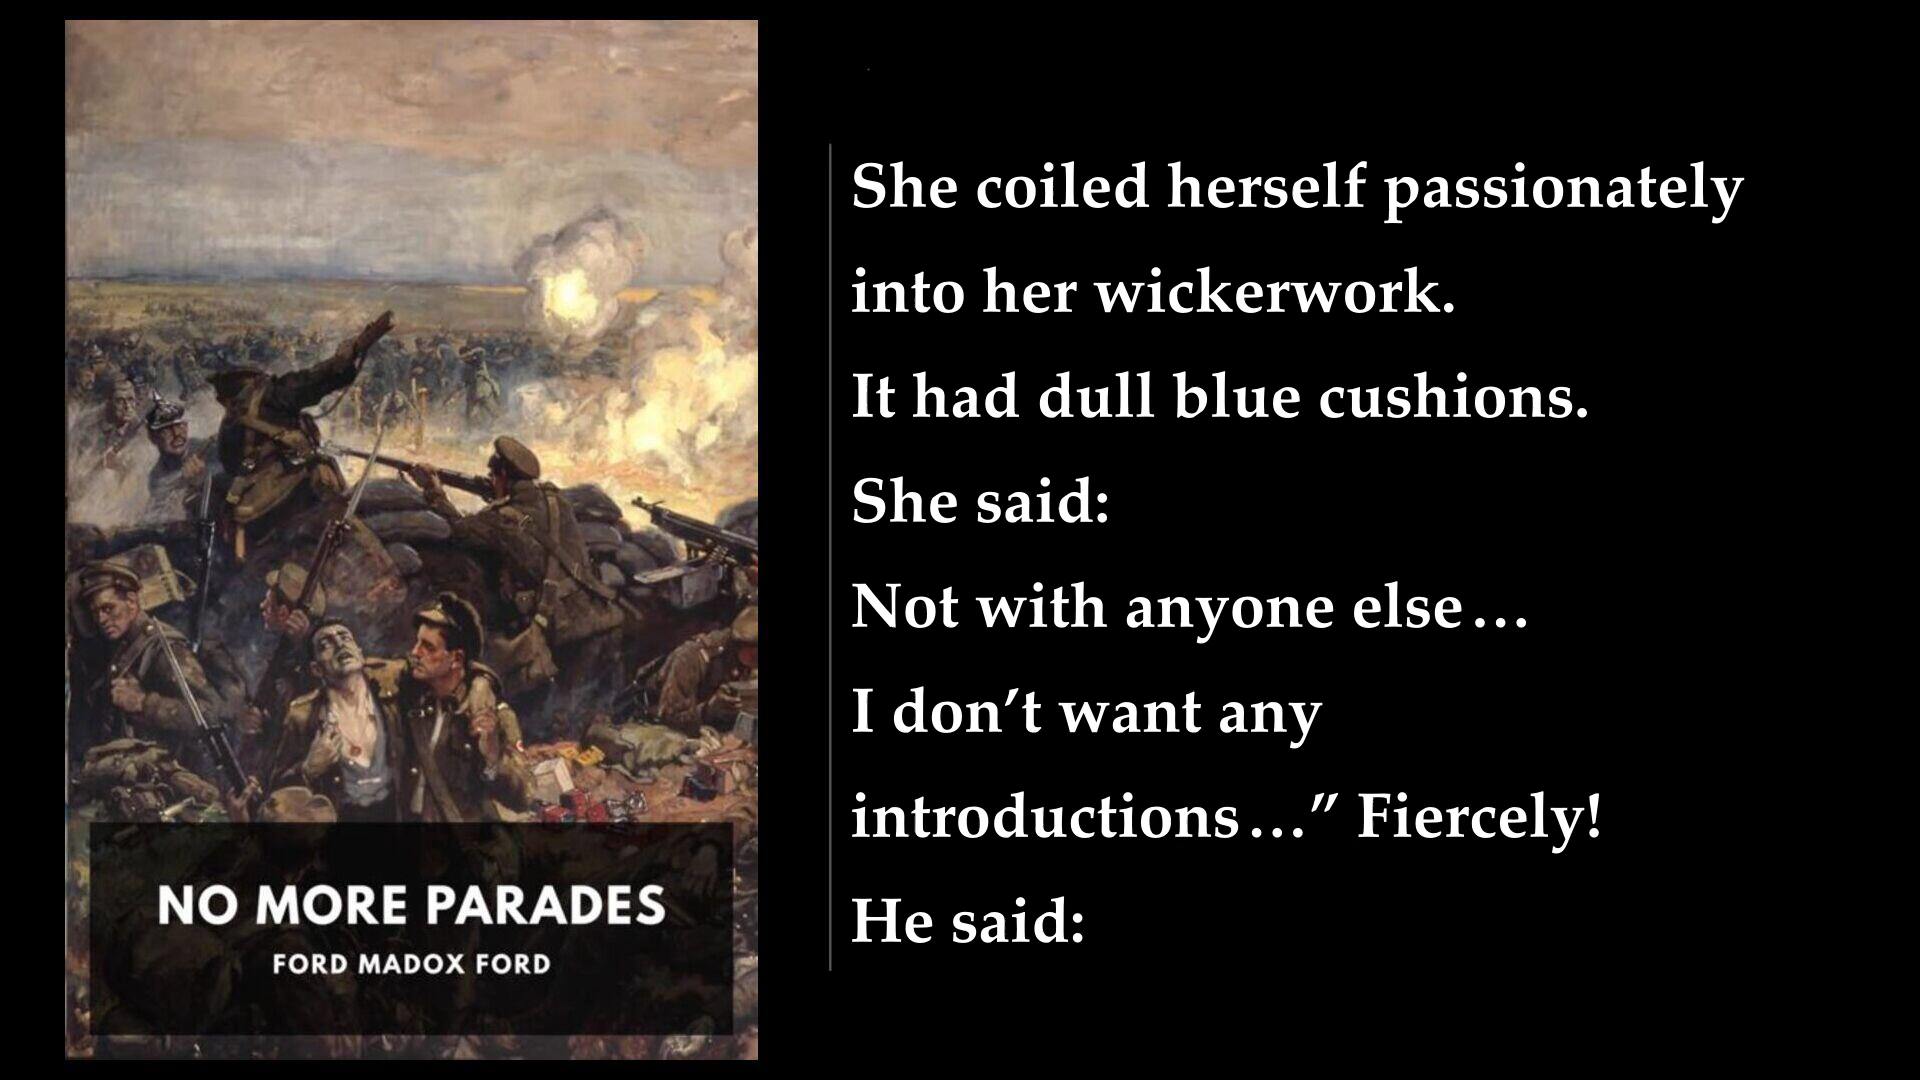 NO MORE PARADES
FORD MADOX FORD
She coiled herself passionately
into her wickerwork.
It had dull blue cushions.
She said:
Not with anyone else…
I don’t want any
introductions…” Fiercely!
He said: